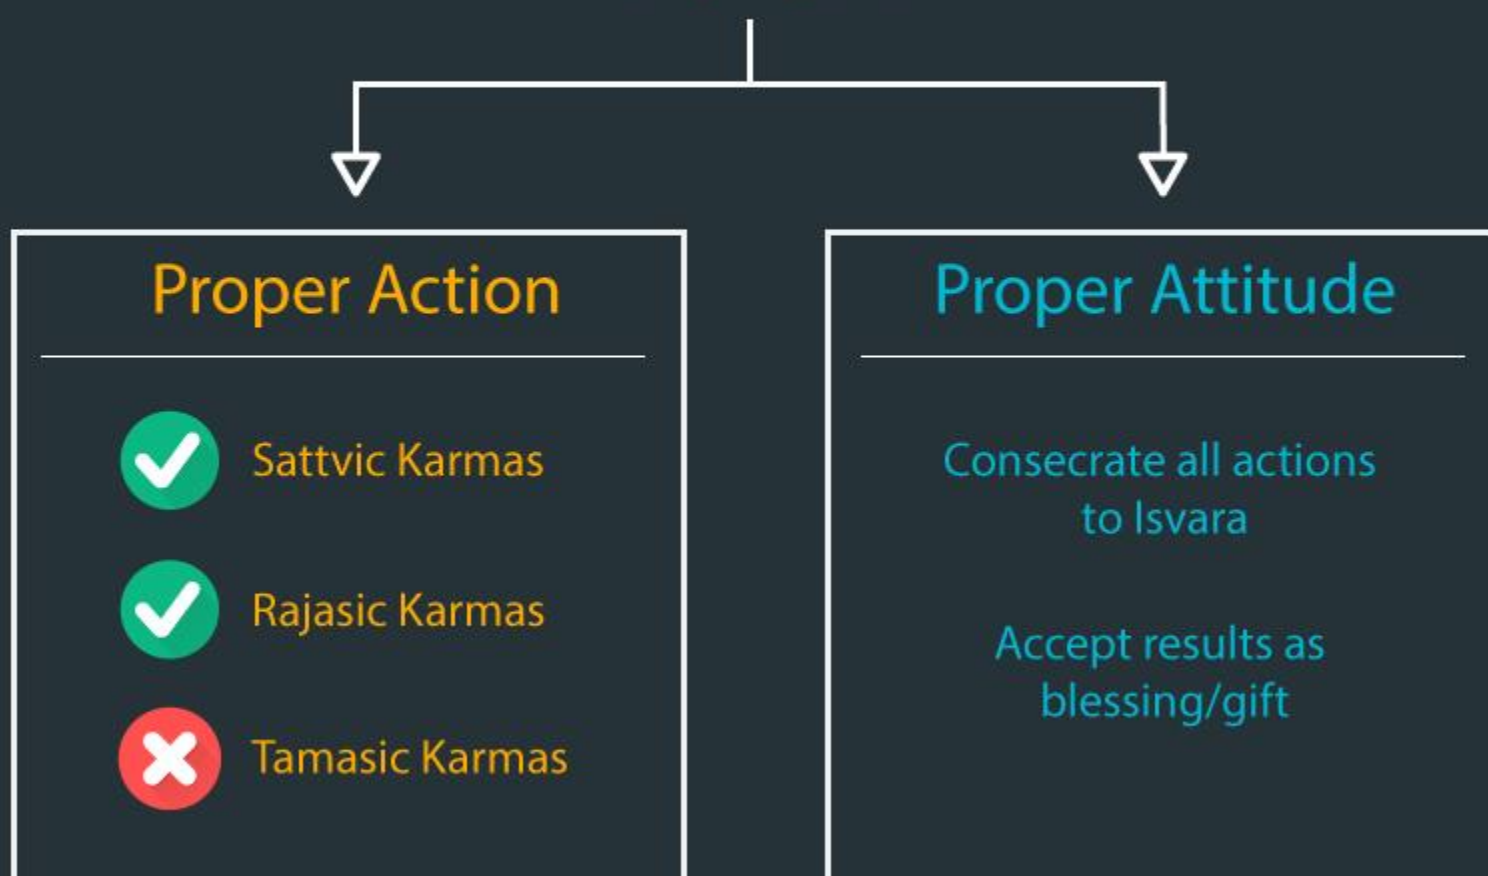 Proper Action
Sattvic Karmas
Rajasic Karmas
Tamasic Karmas
Proper Attitude
Consecrate all actions
to Isvara
Accept results as
blessing/gift